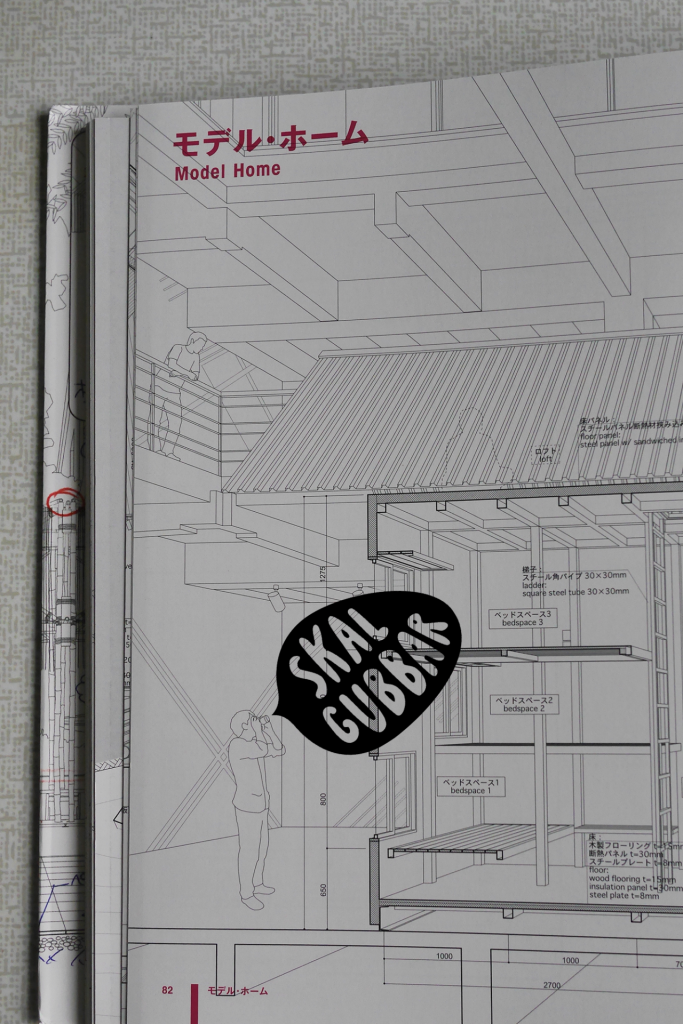 モデル・ホーム
Model Home
床パネル:
スチールパネル断熱材挟み込み
floor panel:
steel panel w/ sandwiched
ロフト
loft
1275
梯子:
スチール角パイプ 30×30mm
ladder:
square steel tube 30×30mm
ベッドスペース3
bedspace 3
SKAL
GUBBAR
ベッドスペース2
bedspace 2
ベッドスペース1
bedspace 1
800
床:
木製フローリング t=15mm
断熱パネル t=30mm
スチールプレート t=8mm
floor:
wood flooring t=15mm
insulation panel t=30mm
steel plate t=8mm
650
1000
1000
2700
82
モデル・ホーム